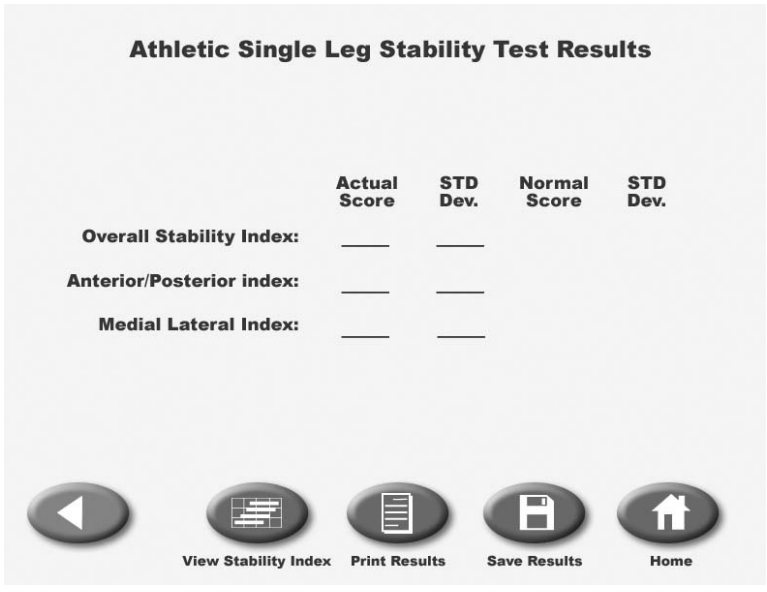 Athletic Single Leg Stability Test Results
Actual STD Normal STD
Score Dev. Score Dev.
Overall Stability Index:
Anterior/Posterior index:
Medial Lateral Index:
View Stability Index Print Results Save Results Home